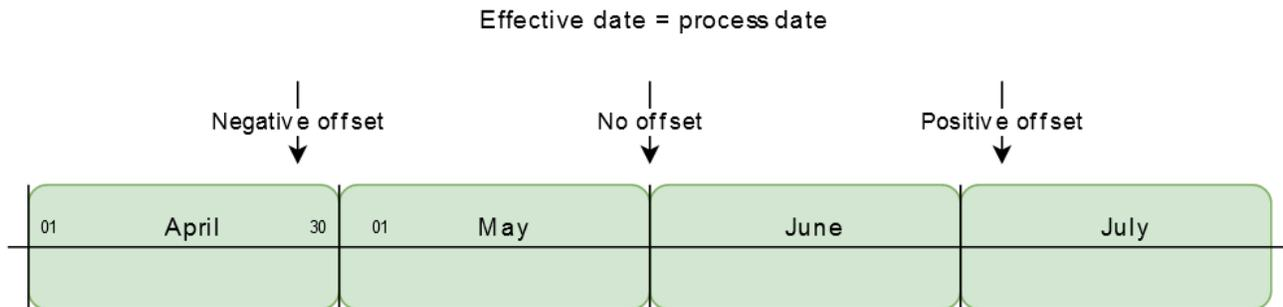 Effective date = process date
Negative offset No offset Positive offset
01 April 30 01 May June July